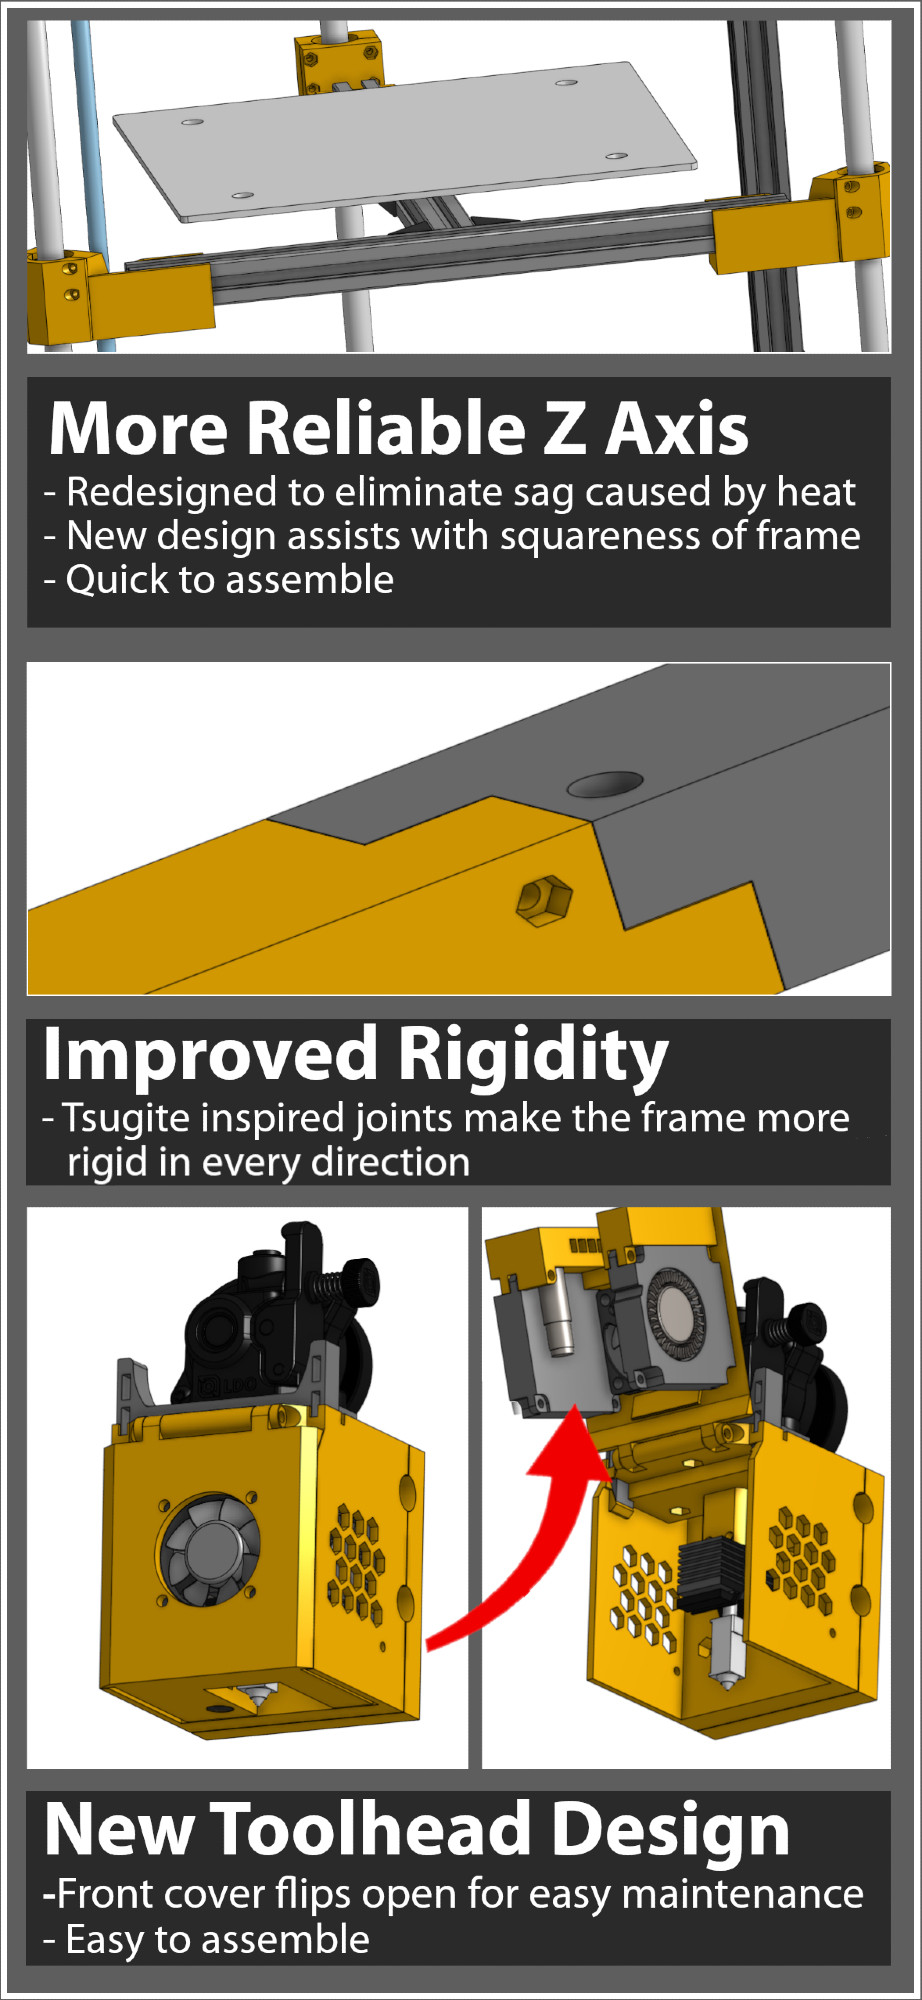 More Reliable Z Axis
- Redesigned to eliminate sag caused by heat
- New design assists with squareness of frame
- Quick to assemble
Improved Rigidity
- Tsugite inspired joints make the frame more
rigid in every direction
LDO
New Toolhead Design
-Front cover flips open for easy maintenance
- Easy to assemble